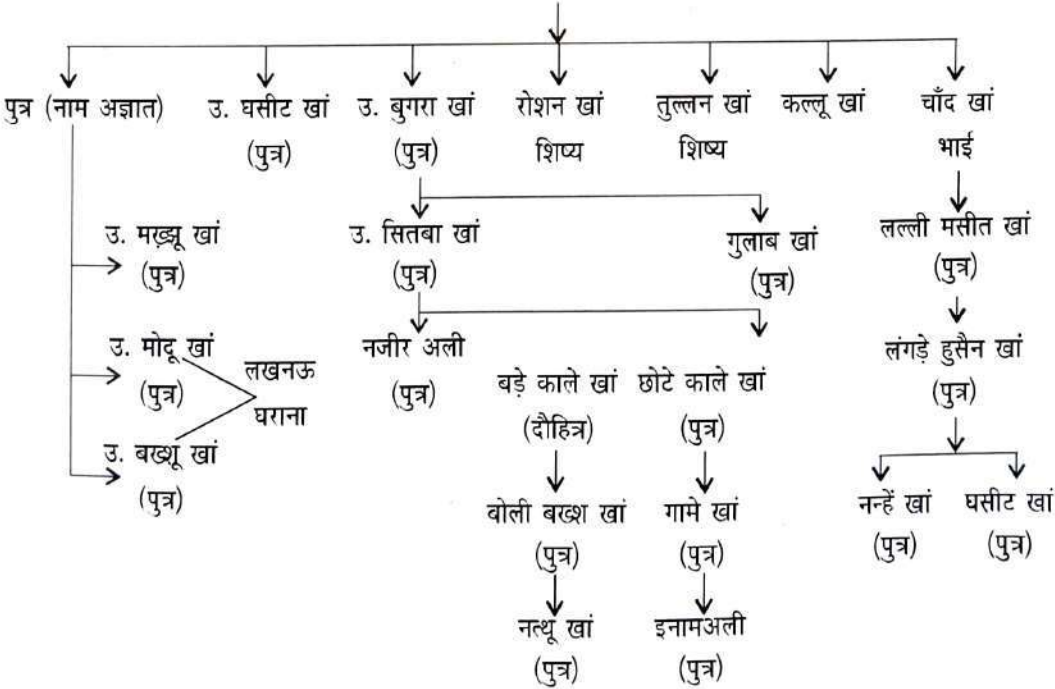 पुत्र (नाम अज्ञात) उ. घसीट खां उ. बुगरा खां रोशन खां तुल्लन खां कल्लू खां चाँद खां
(पुत्र) (पुत्र) शिष्य शिष्य भाई
उ. मख़्झू खां उ. सितबा खां गुलाब खां लल्ली मसीत खां
(पुत्र) (पुत्र) (पुत्र) (पुत्र)
उ. मोदू खां लखनऊ नजीर अली लंगड़े हुसैन खां
(पुत्र) घराना (पुत्र) बड़े काले खां छोटे काले खां (पुत्र)
(दौहित्र) (पुत्र)
उ. बख्शू खां
(पुत्र) बोली बख्श खां गामे खां नन्हें खां घसीट खां
(पुत्र) (पुत्र) (पुत्र) (पुत्र)
नत्थू खां इनामअली
(पुत्र) (पुत्र)